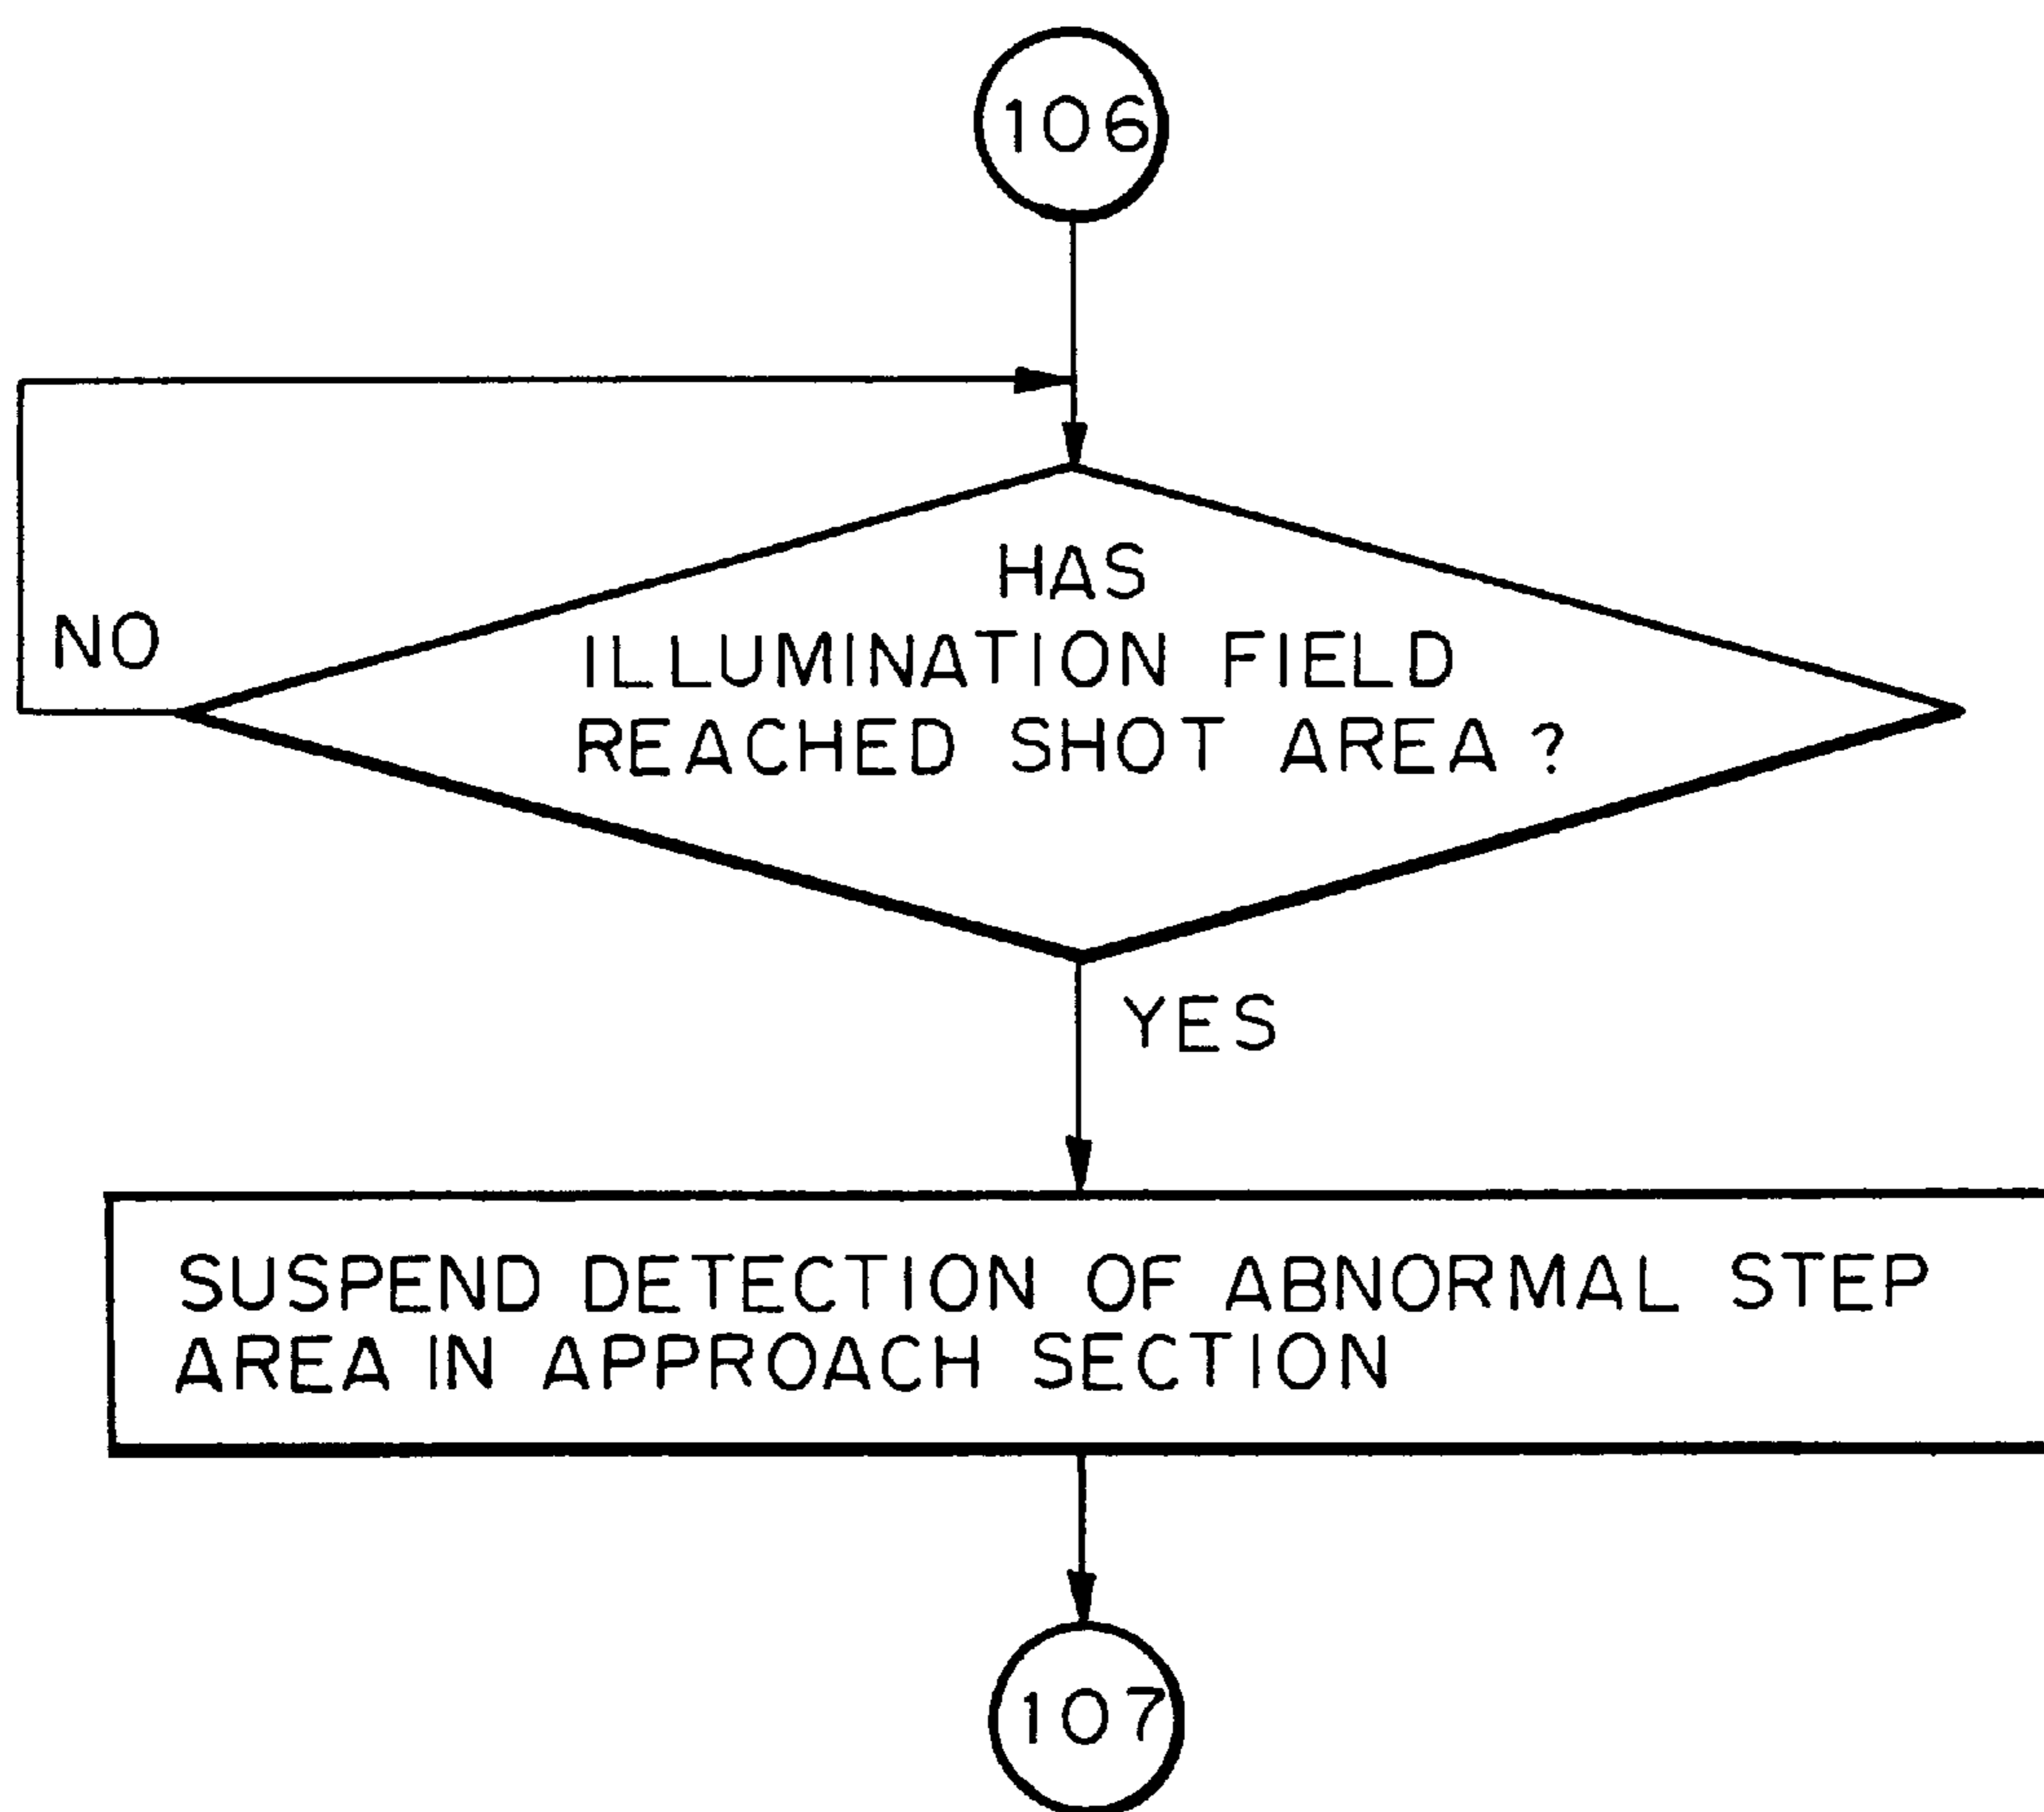 106
HAS
ILLUMINATION FIELD
REACHED SHOT AREA ?
NO
YES
SUSPEND DETECTION OF ABNORMAL STEP
AREA IN APPROACH SECTION
107